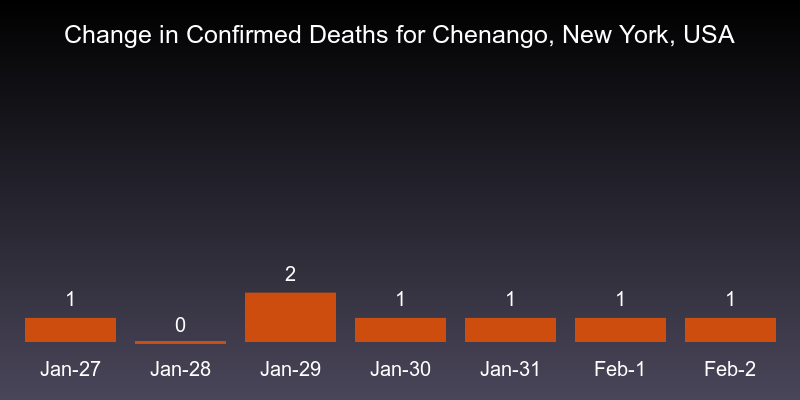 Change in Confirmed Deaths for Chenango, New York, USA
1 0 2 1 1 1 1
Jan-27 Jan-28 Jan-29 Jan-30 Jan-31 Feb-1 Feb-2